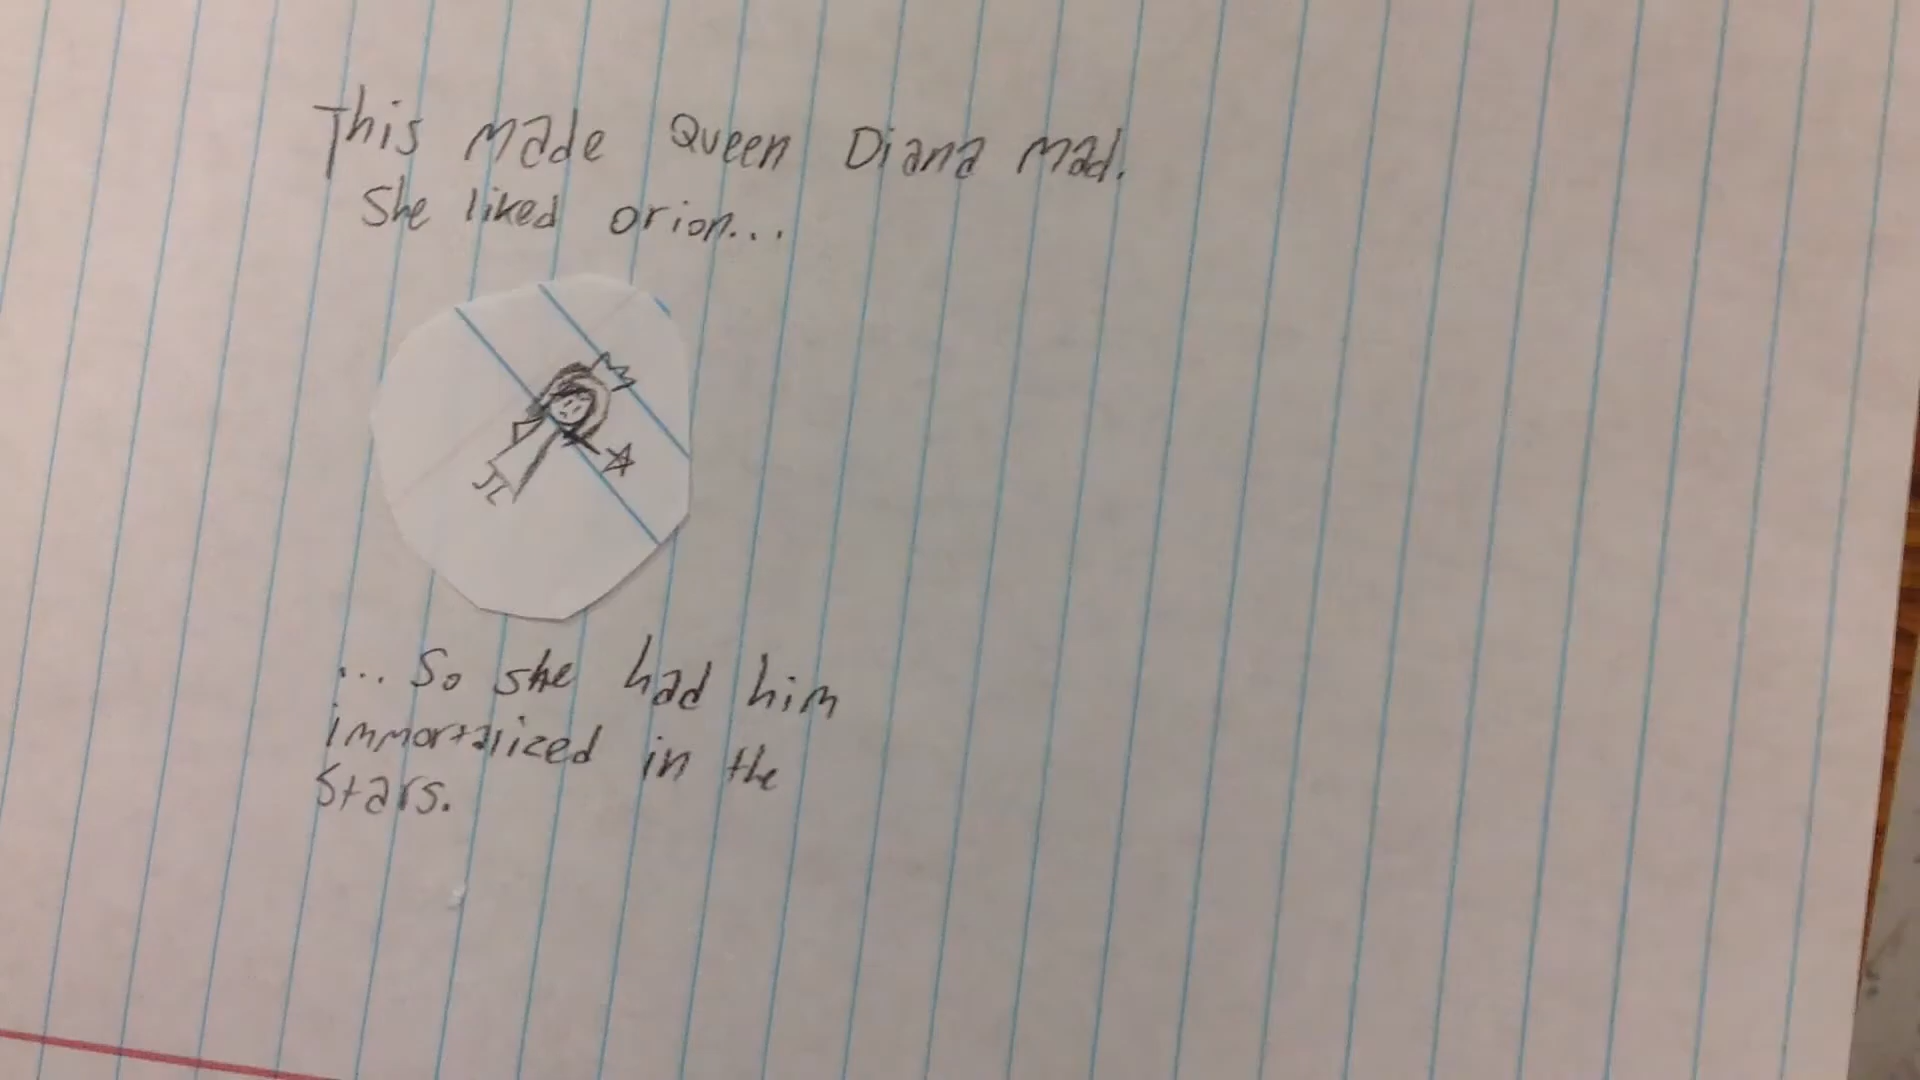 This made Queen Diana mad.
She liked orion...
... So she had him
immortalized in the
stars.